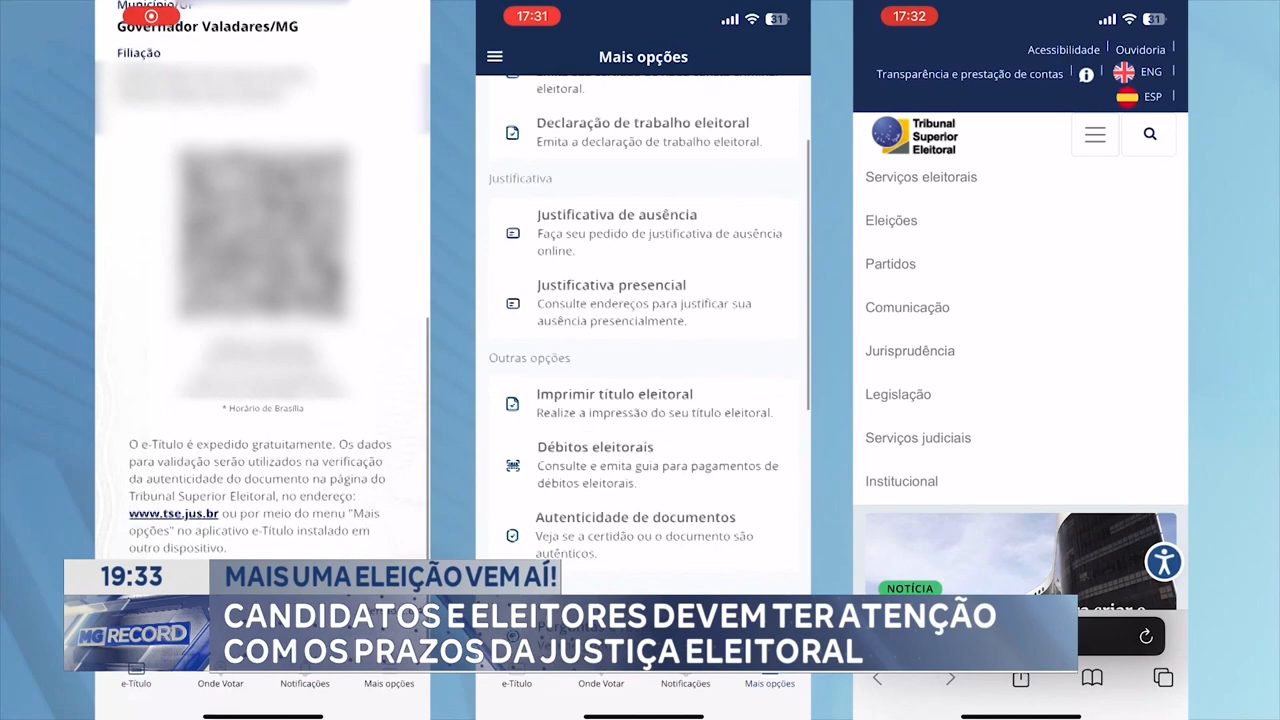 Município/UF
Governador Valadares/MG
Filiação
* Horário de Brasília
O e-Título é expedido gratuitamente. Os dados
para validação serão utilizados na verificação
da autenticidade do documento na página do
Tribunal Superior Eleitoral, no endereço:
www.tse.jus.br ou por meio do menu "Mais
opções" no aplicativo e-Título instalado em
outro dispositivo.
e-Título
Onde Votar
Notificações
Mais opções
17:31
31
Mais opções
eleitoral.
Declaração de trabalho eleitoral
Emita a declaração de trabalho eleitoral.
Justificativa
Justificativa de ausência
Faça seu pedido de justificativa de ausência
online.
Justificativa presencial
Consulte endereços para justificar sua
ausência presencialmente.
Outras opções
Imprimir título eleitoral
Realize a impressão do seu título eleitoral.
Débitos eleitorais
Consulte e emita guia para pagamentos de
débitos eleitorais.
Autenticidade de documentos
Veja se a certidão ou o documento são
autênticos.
e-Título
Onde Votar
Notificações
Mais opções
17:32
31
Acessibilidade
Ouvidoria
Transparência e prestação de contas
ENG
ESP
Tribunal
Superior
Eleitoral
Serviços eleitorais
Eleições
Partidos
Comunicação
Jurisprudência
Legislação
Serviços judiciais
Institucional
NOTÍCIA
19:33
MAIS UMA ELEIÇÃO VEM AÍ!
MG RECORD
CANDIDATOS E ELEITORES DEVEM TER ATENÇÃO
COM OS PRAZOS DA JUSTIÇA ELEITORAL